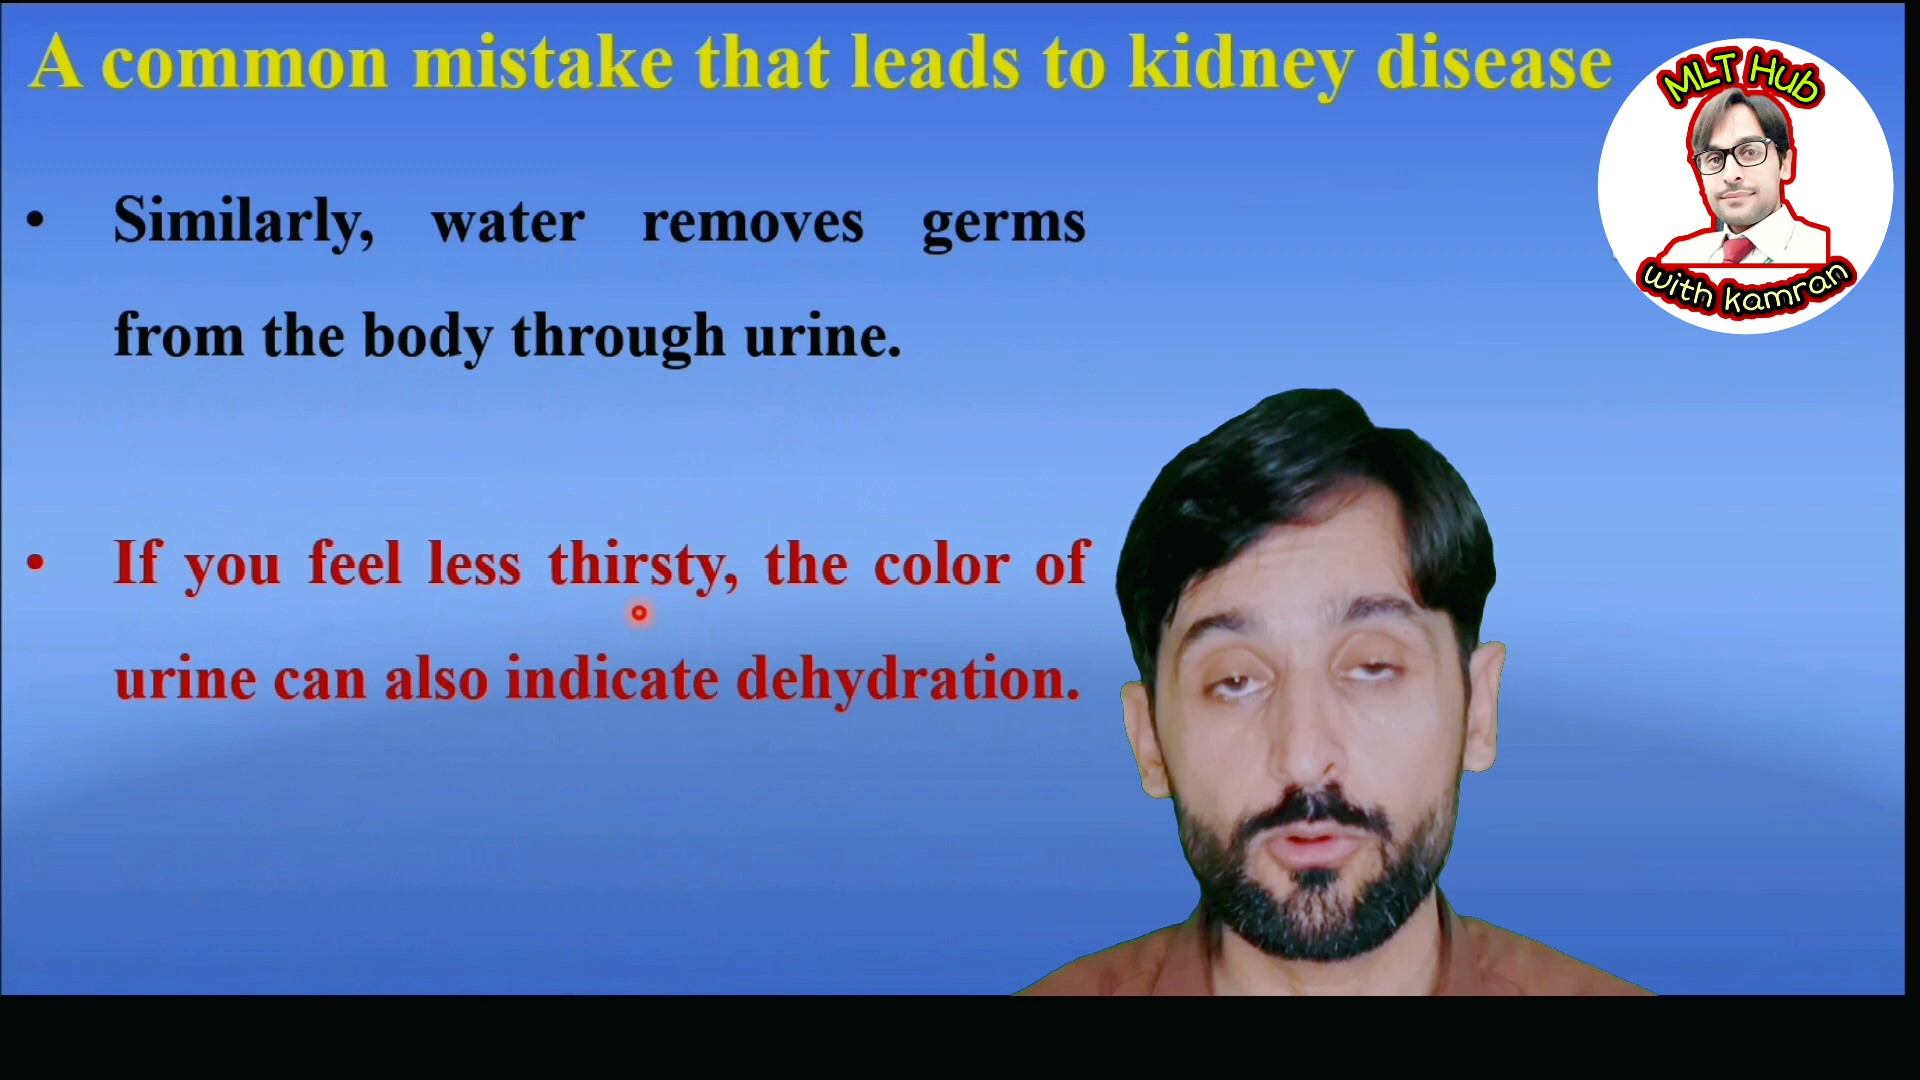 A common mistake that leads to kidney disease
MLT Hub
with kamran
• Similarly, water removes germs
from the body through urine.
• If you feel less thirsty, the color of
urine can also indicate dehydration.